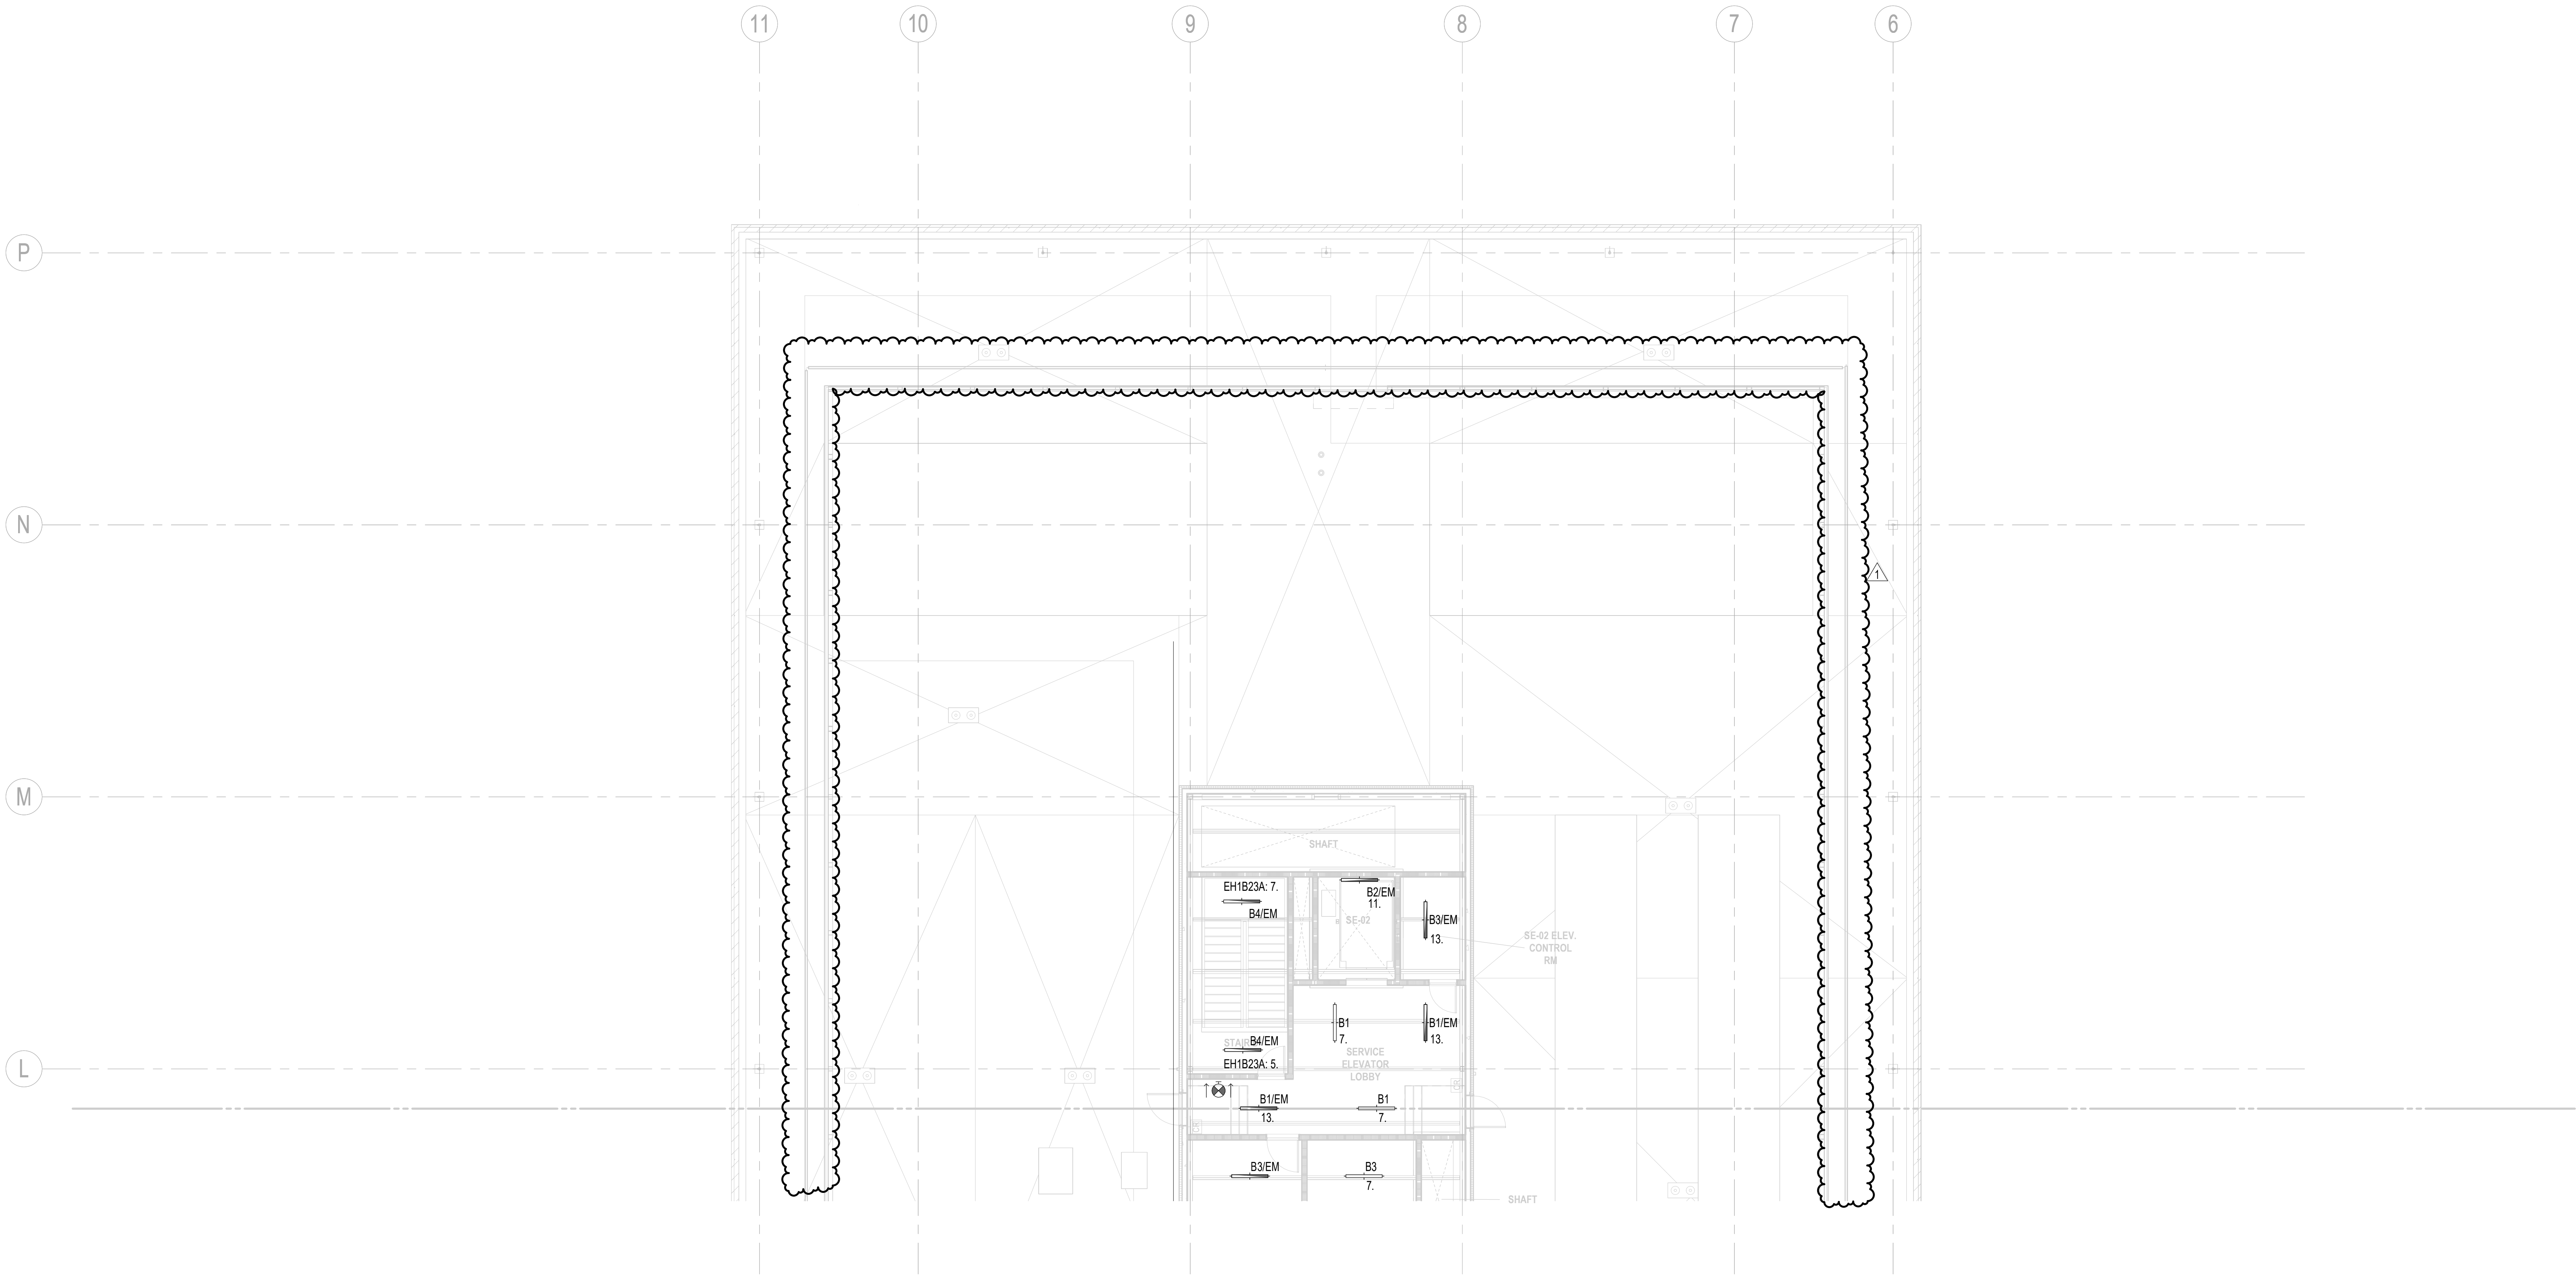 11
10
9
8
7
6
P
N
1
M
SHAFT
EH1B23A: 7.
B4/EM
B2/EM
11.
SE-02
B3/EM
13.
SE-02 ELEV.
CONTROL
RM
B1
7.
B1/EM
13.
B4/EM
EH1B23A: 5.
SERVICE
ELEVATOR
LOBBY
L
B1/EM
13.
B1
7.
B3/EM
B3
7.
SHAFT